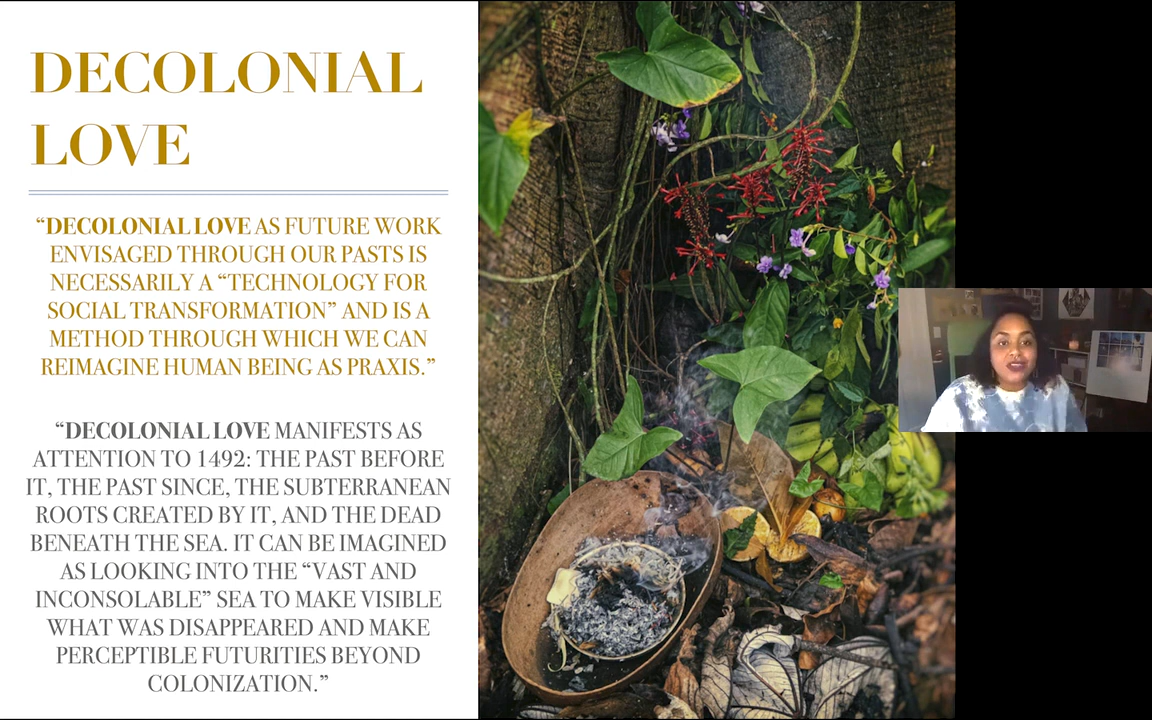 DECOLONIAL
LOVE
“DECOLONIAL LOVE AS FUTURE WORK
ENVISAGED THROUGH OUR PASTS IS
NECESSARILY A “TECHNOLOGY FOR
SOCIAL TRANSFORMATION” AND IS A
METHOD THROUGH WHICH WE CAN
REIMAGINE HUMAN BEING AS PRAXIS.”
“DECOLONIAL LOVE MANIFESTS AS
ATTENTION TO 1492: THE PAST BEFORE
IT, THE PAST SINCE, THE SUBTERRANEAN
ROOTS CREATED BY IT, AND THE DEAD
BENEATH THE SEA. IT CAN BE IMAGINED
AS LOOKING INTO THE “VAST AND
INCONSOLABLE” SEA TO MAKE VISIBLE
WHAT WAS DISAPPEARED AND MAKE
PERCEPTIBLE FUTURITIES BEYOND
COLONIZATION.”